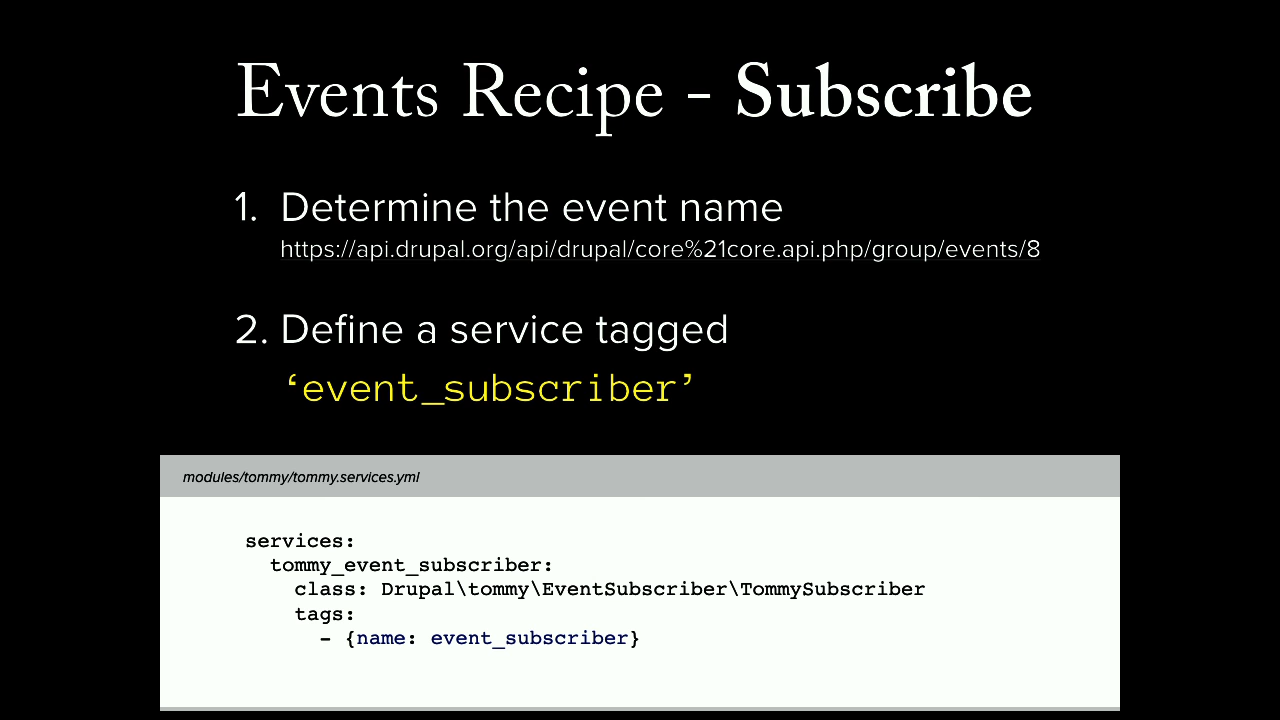 Events Recipe - Subscribe
1. Determine the event name
https://api.drupal.org/api/drupal/core%21core.api.php/group/events/8
2. Define a service tagged
‘event_subscriber’
modules/tommy/tommy.services.yml
services:
  tommy_event_subscriber:
    class: Drupal\tommy\EventSubscriber\TommySubscriber
    tags:
      - {name: event_subscriber}